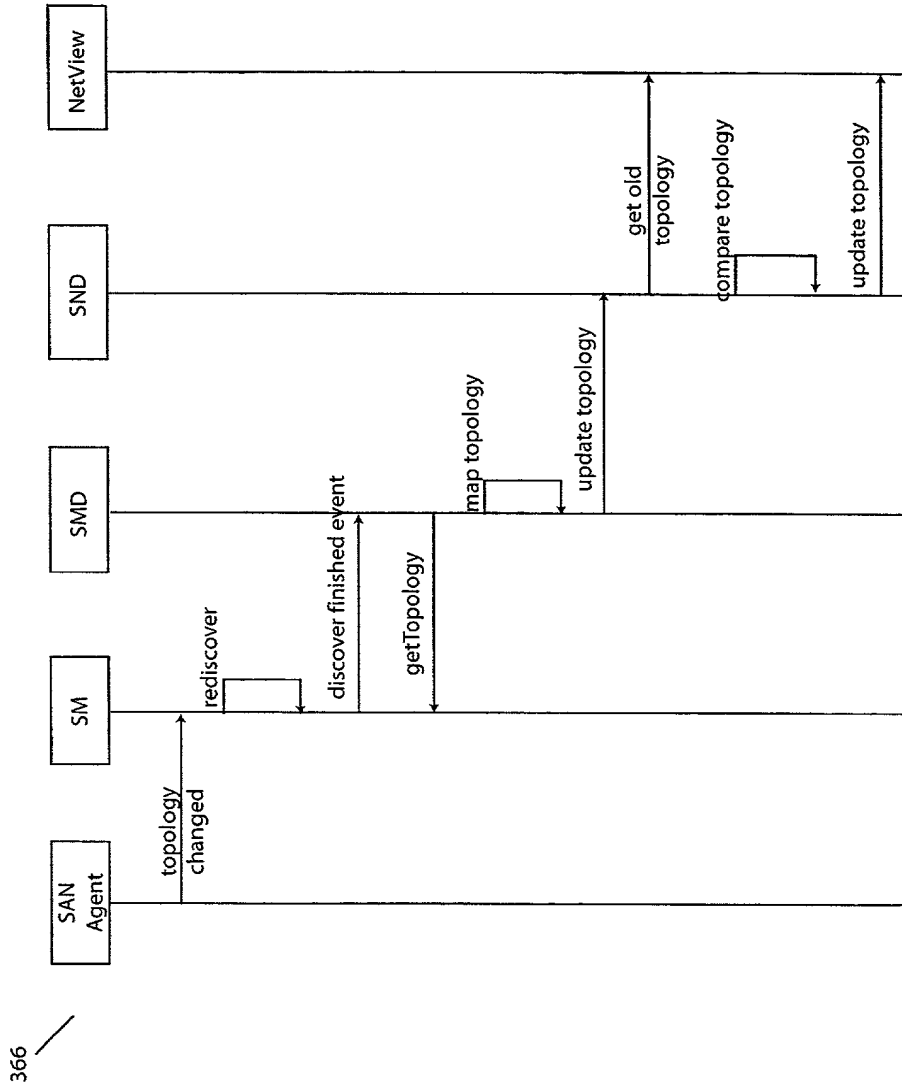 366
SAN
Agent
SM
SMD
SND
NetView
topology
changed
rediscover
discover finished event
getTopology
map topology
update topology
get old
topology
compare topology
update topology